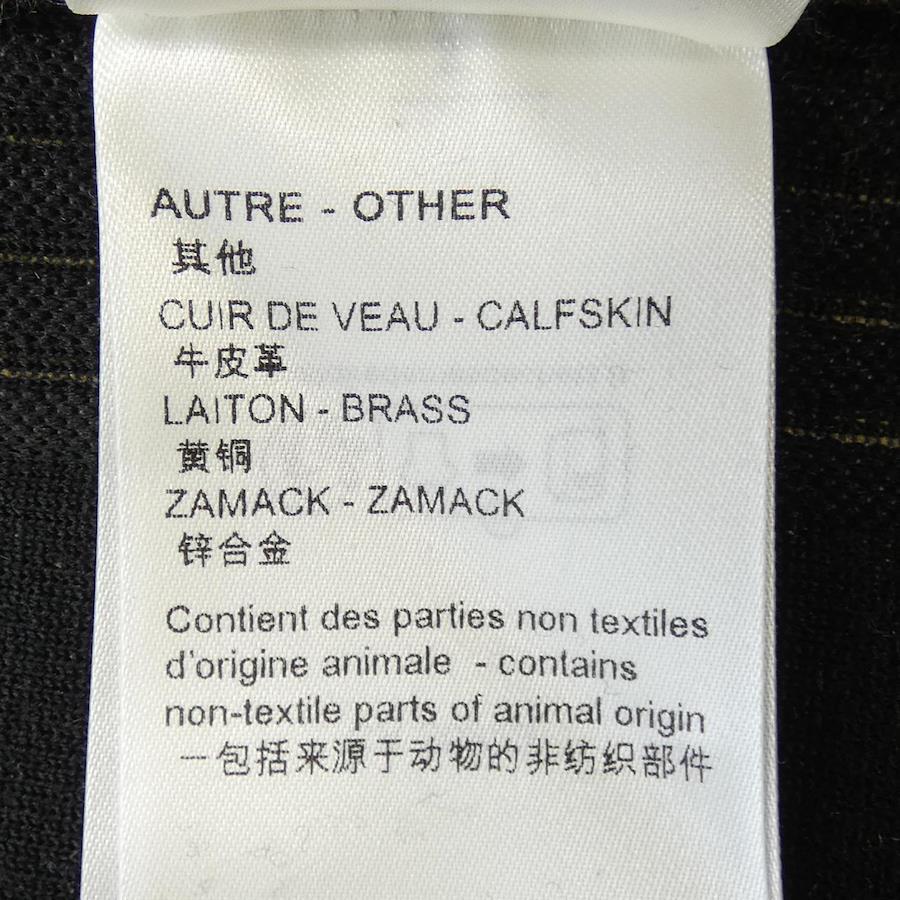 AUTRE - OTHER
其他
CUIR DE VEAU - CALFSKIN
牛皮革
LAITON - BRASS
黄铜
ZAMACK - ZAMACK
锌合金
Contient des parties non textiles
d'origine animale - contains
non-textile parts of animal origin
一包括来源于动物的非纺织部件